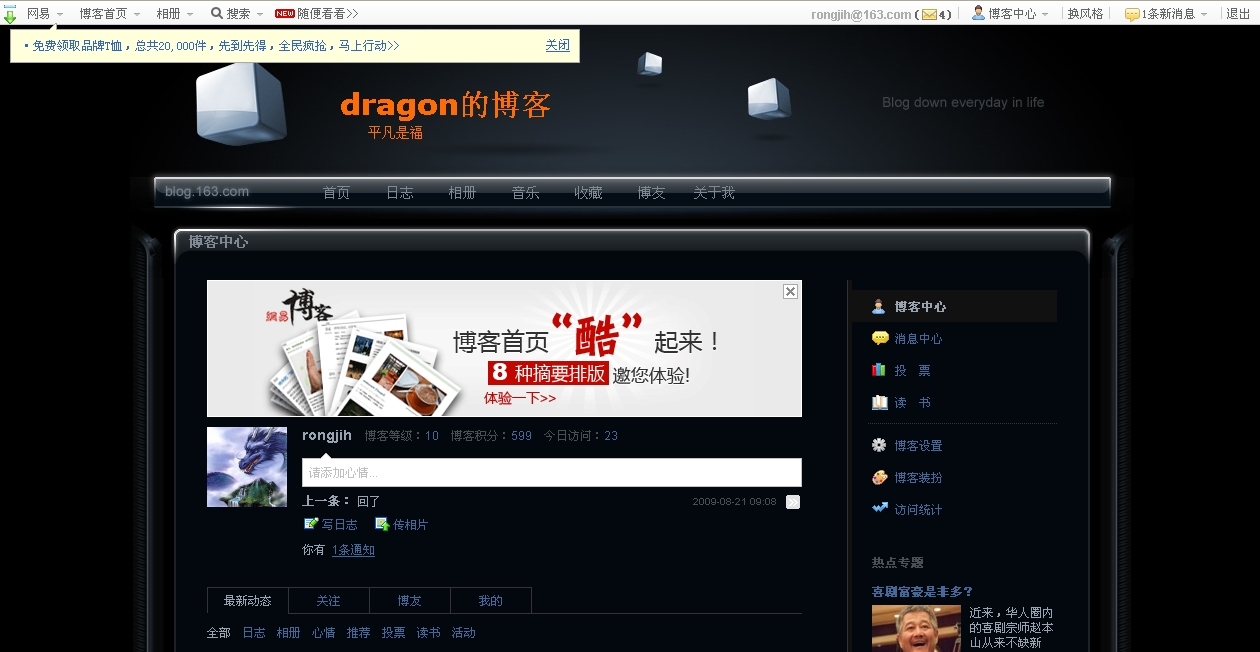 网易 博客首页 相册 搜索 NEW 随便看看>> rongjih@163.com (4) 博客中心 换风格 1条新消息 退出
• 免费领取品牌T恤，总共20,000件，先到先得，全民疯抢，马上行动>> 关闭
dragon的博客
平凡是福
Blog down everyday in life
blog.163.com 首页 日志 相册 音乐 收藏 博友 关于我
博客中心
網易 博客
博客首页“酷”起来！
8 种摘要排版 邀您体验!
体验一下>>
rongjih 博客等级：10 博客积分：599 今日访问：23
请添加心情...
上一条： 回了 2009-08-21 09:08
写日志 传相片
你有 1条通知
最新动态 关注 博友 我的
全部 日志 相册 心情 推荐 投票 读书 活动
博客中心
消息中心
投 票
读 书
博客设置
博客装扮
访问统计
热点专题
喜剧富豪是非多?
近来，华人圈内
的喜剧宗师赵本
山从来不缺新